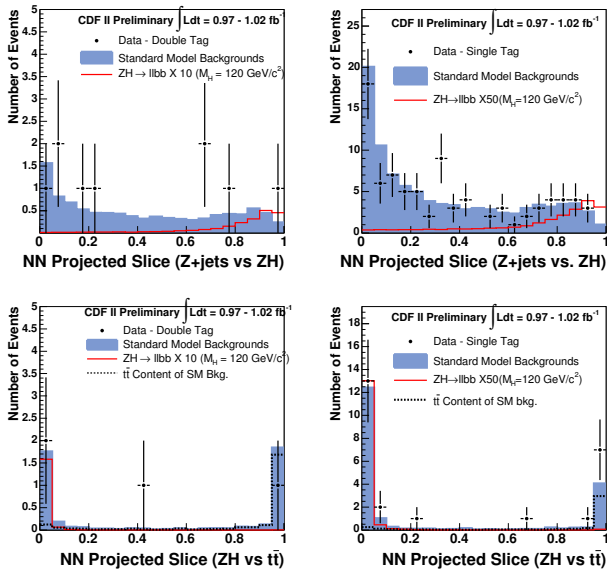 CDF II Preliminary ∫ Ldt = 0.97 - 1.02 fb⁻¹
Data - Double Tag
Standard Model Backgrounds
ZH → llbb X 10 (M_H = 120 GeV/c²)
Number of Events
5
4.5
4
3.5
3
2.5
2
1.5
1
0.5
0
0 0.2 0.4 0.6 0.8 1
NN Projected Slice (Z+jets vs ZH)
CDF II Preliminary ∫ Ldt = 0.97 - 1.02 fb⁻¹
Data - Single Tag
Standard Model Backgrounds
ZH→llbb X50(M_H=120 GeV/c²)
Number of Events
25
20
15
10
5
0
0 0.2 0.4 0.6 0.8 1
NN Projected Slice (Z+jets vs. ZH)
CDF II Preliminary ∫ Ldt = 0.97 - 1.02 fb⁻¹
Data - Double Tag
Standard Model Backgrounds
ZH → llbb X 10 (M_H = 120 GeV/c²)
tt̄ Content of SM Bkg.
Number of Events
5
4.5
4
3.5
3
2.5
2
1.5
1
0.5
0
0 0.2 0.4 0.6 0.8 1
NN Projected Slice (ZH vs tt̄)
CDF II Preliminary ∫ Ldt = 0.97 - 1.02 fb⁻¹
Data - Single Tag
Standard Model Backgrounds
ZH→llbb X50(M_H=120 GeV/c²)
tt̄ Content of SM bkg.
Number of Events
18
16
14
12
10
8
6
4
2
0
0 0.2 0.4 0.6 0.8 1
NN Projected Slice (ZH vs tt̄)